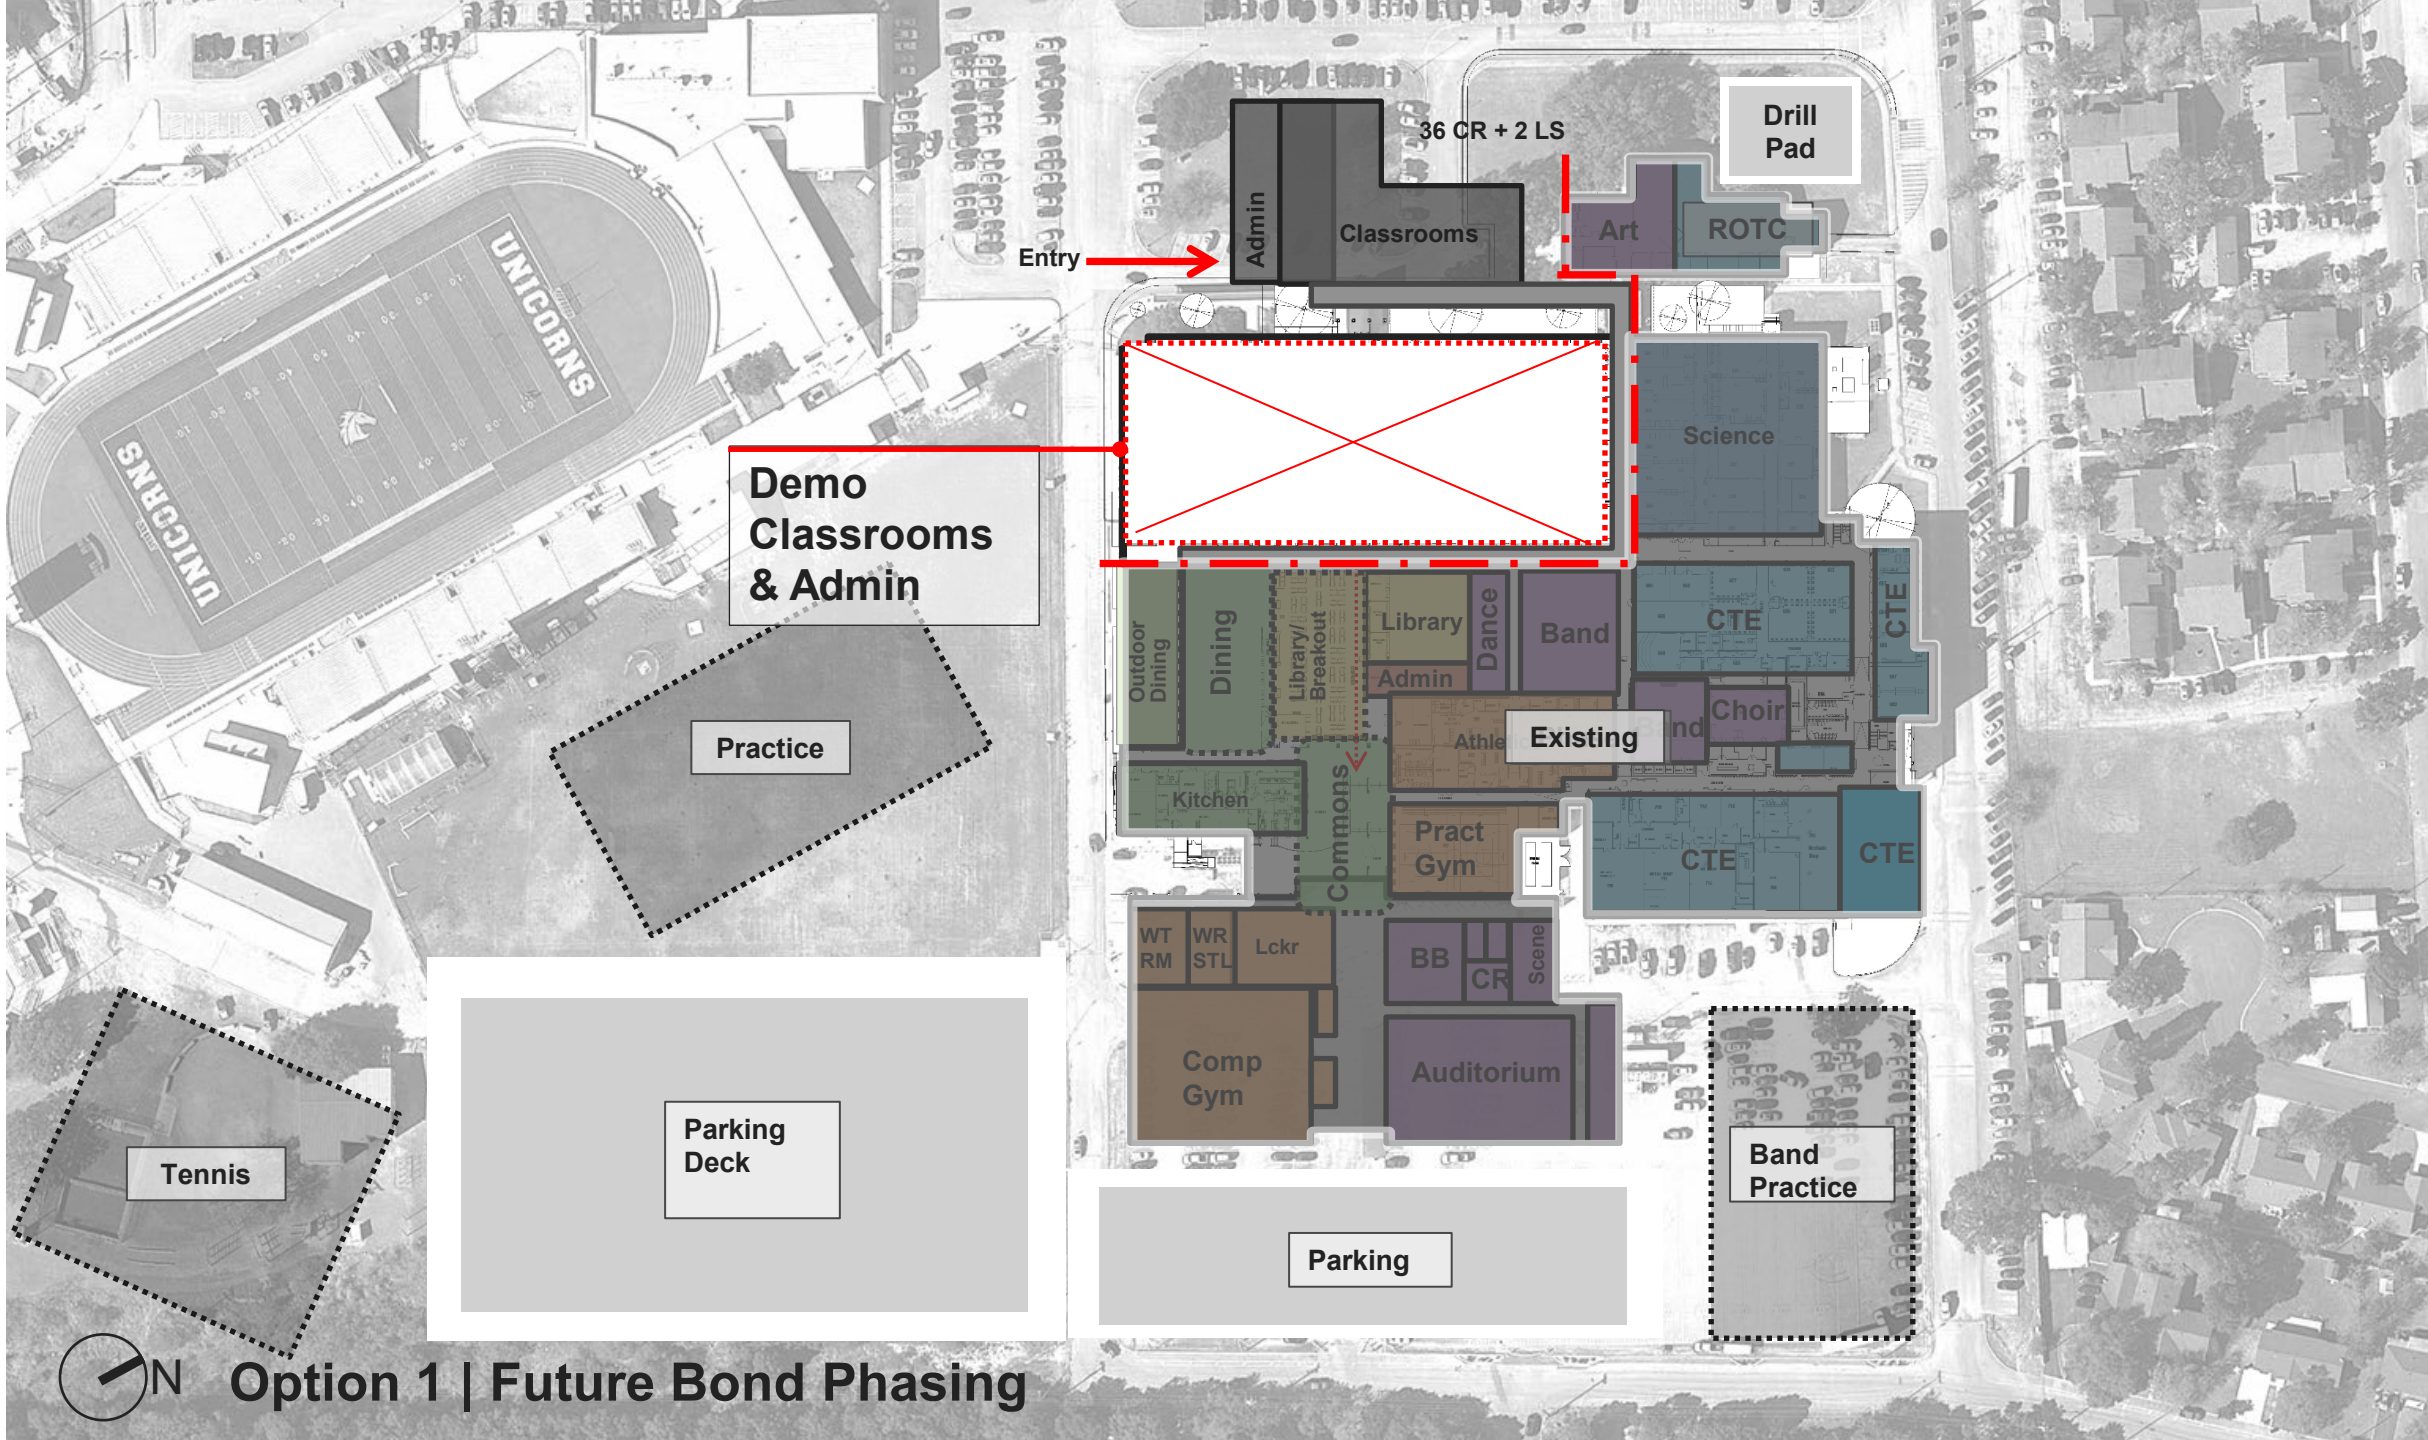 Drill
Pad
36 CR + 2 LS
Admin
Classrooms
Art
ROTC
Entry
UNICORNS
UNICORNS
Science
Demo
Classrooms
& Admin
Outdoor
Dining
Dining
Library/
Breakout
Library
Admin
Dance
Band
CTE
CTE
Practice
Existing
Choir
Kitchen
Commons
Pract
Gym
CTE
CTE
WT
RM
WR
STL
Lckr
BB
CR
Scene
Comp
Gym
Auditorium
Parking
Deck
Tennis
Band
Practice
Parking
N
Option 1 | Future Bond Phasing